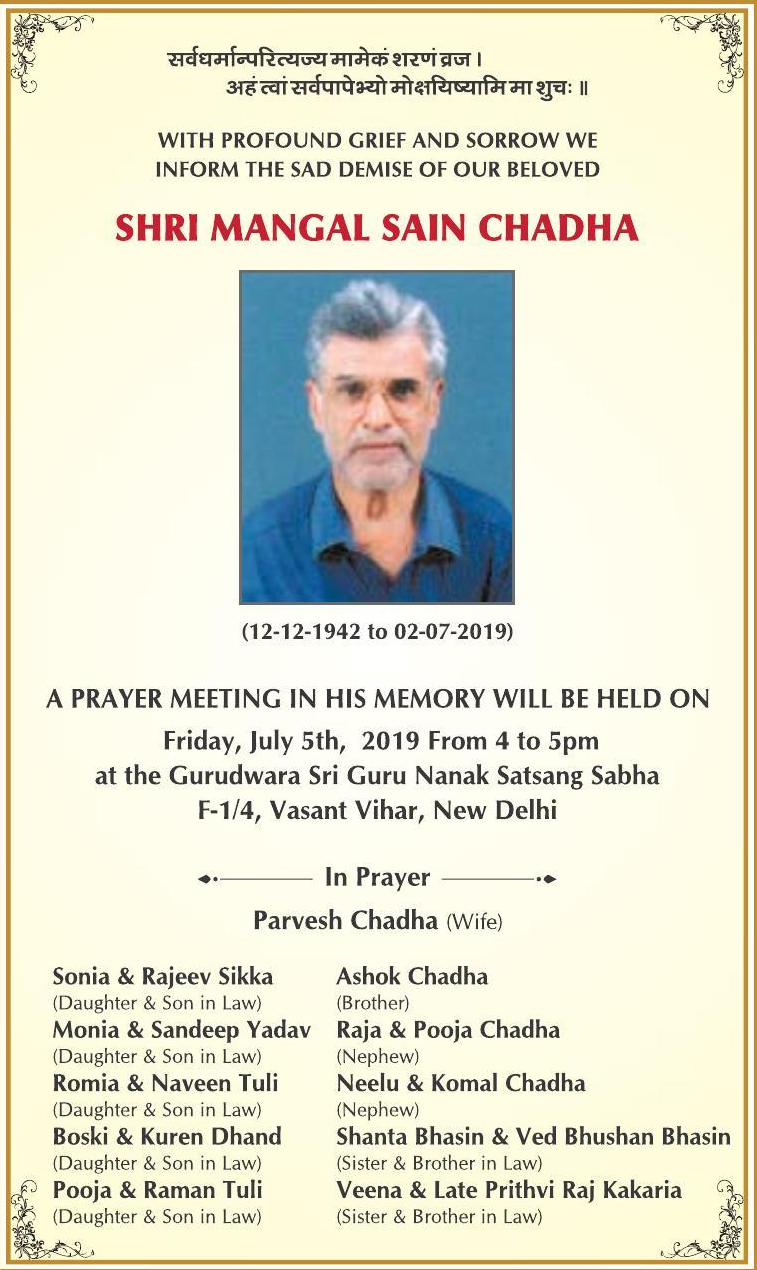 सर्वधर्मान्परित्यज्य मामेकं शरणं व्रज ।
अहं त्वां सर्वपापेभ्यो मोक्षयिष्यामि मा शुचः ॥
WITH PROFOUND GRIEF AND SORROW WE
INFORM THE SAD DEMISE OF OUR BELOVED
SHRI MANGAL SAIN CHADHA
(12-12-1942 to 02-07-2019)
A PRAYER MEETING IN HIS MEMORY WILL BE HELD ON
Friday, July 5th, 2019 From 4 to 5pm
at the Gurudwara Sri Guru Nanak Satsang Sabha
F-1/4, Vasant Vihar, New Delhi
In Prayer
Parvesh Chadha (Wife)
Sonia & Rajeev Sikka
(Daughter & Son in Law)
Monia & Sandeep Yadav
(Daughter & Son in Law)
Romia & Naveen Tuli
(Daughter & Son in Law)
Boski & Kuren Dhand
(Daughter & Son in Law)
Pooja & Raman Tuli
(Daughter & Son in Law)
Ashok Chadha
(Brother)
Raja & Pooja Chadha
(Nephew)
Neelu & Komal Chadha
(Nephew)
Shanta Bhasin & Ved Bhushan Bhasin
(Sister & Brother in Law)
Veena & Late Prithvi Raj Kakaria
(Sister & Brother in Law)